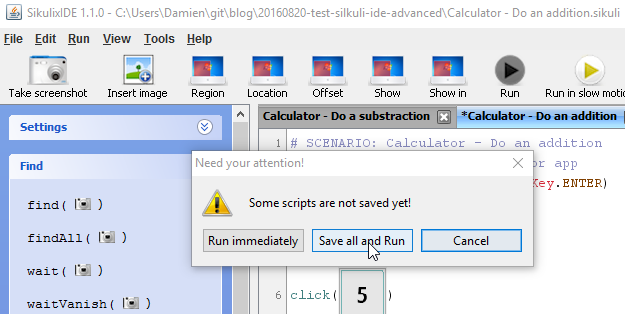 SikulixIDE 1.1.0 - C:\Users\Damien\git\blog\20160820-test-silkuli-ide-advanced\Calculator - Do an addition.sikuli
File Edit Run View Tools Help
Take screenshot Insert image Region Location Offset Show Show in Run Run in slow motio
Settings
Find
find( )
findAll( )
wait( )
waitVanish( )
Calculator - Do a substraction *Calculator - Do an addition
1 # SCENARIO: Calculator - Do an addition
or app
Key.ENTER)
Need your attention!
Some scripts are not saved yet!
Run immediately Save all and Run Cancel
6 click( 5 )